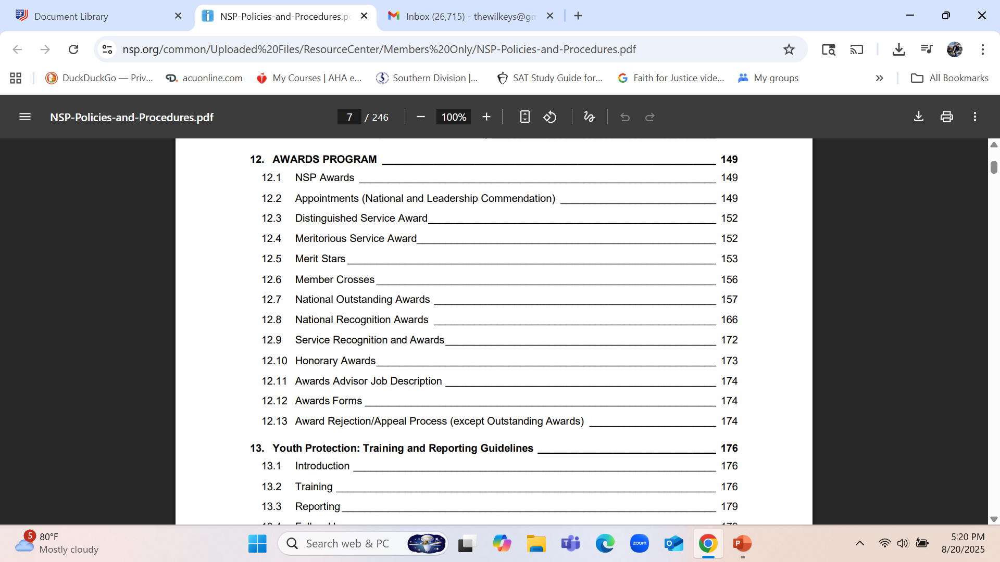 Document Library
NSP-Policies-and-Procedures.p
Inbox (26,715) - thewilkeys@g
nsp.org/common/Uploaded%20Files/ResourceCenter/Members%20Only/NSP-Policies-and-Procedures.pdf
DuckDuckGo — Priv...
acuonline.com
My Courses | AHA e...
Southern Division |...
SAT Study Guide for...
Faith for Justice vide...
My groups
All Bookmarks
NSP-Policies-and-Procedures.pdf
7 / 246
100%
12. AWARDS PROGRAM 149
12.1 NSP Awards 149
12.2 Appointments (National and Leadership Commendation) 149
12.3 Distinguished Service Award 152
12.4 Meritorious Service Award 152
12.5 Merit Stars 153
12.6 Member Crosses 156
12.7 National Outstanding Awards 157
12.8 National Recognition Awards 166
12.9 Service Recognition and Awards 172
12.10 Honorary Awards 173
12.11 Awards Advisor Job Description 174
12.12 Awards Forms 174
12.13 Award Rejection/Appeal Process (except Outstanding Awards) 174
13. Youth Protection: Training and Reporting Guidelines 176
13.1 Introduction 176
13.2 Training 176
13.3 Reporting 179
5
80°F
Mostly cloudy
Search web & PC
zoom
5:20 PM
8/20/2025